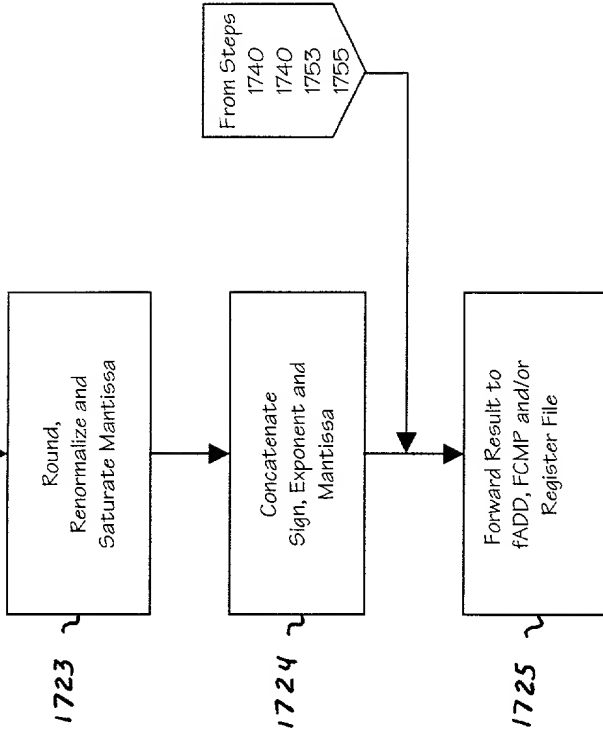 From Steps
1740
1740
1753
1755
Round,
Renormalize and
Saturate Mantissa
1723
Concatenate
Sign, Exponent and
Mantissa
1724
Forward Result to
fADD, FCMP and/or
Register File
1725